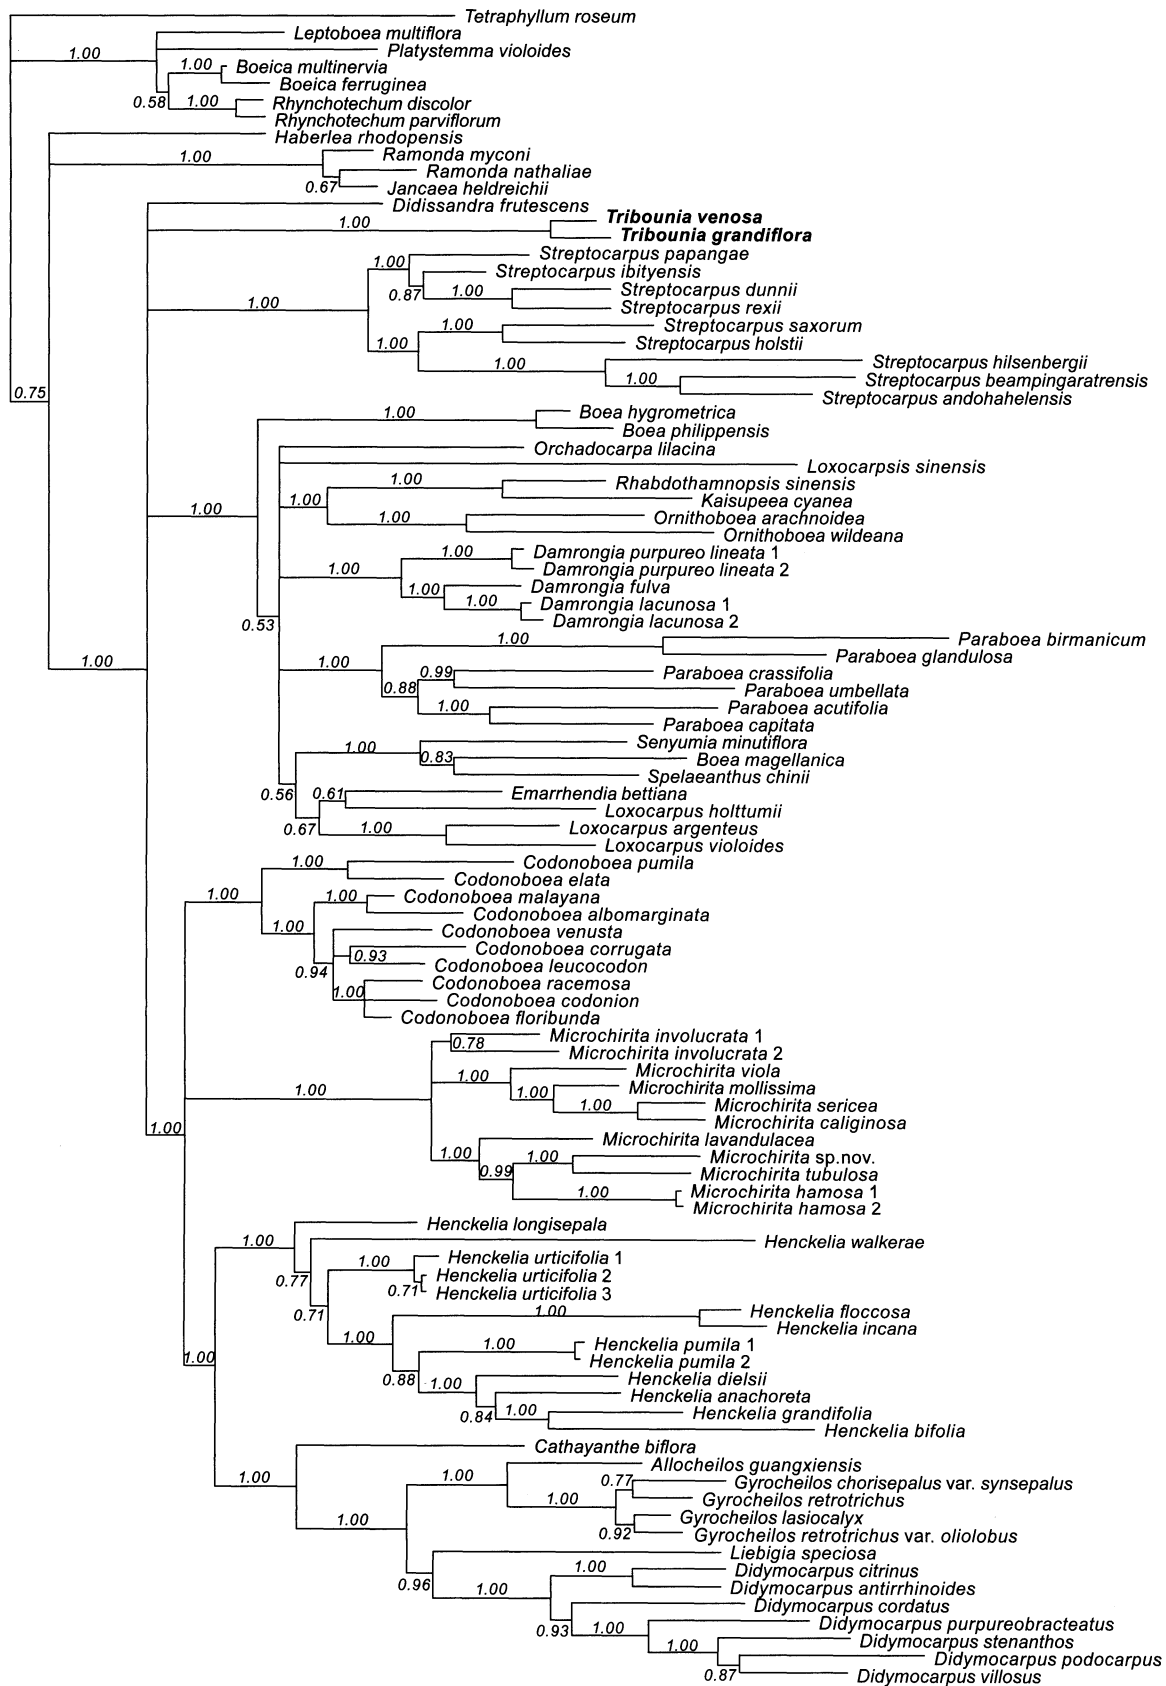 Tetraphyllum roseum
Leptoboea multiflora
1.00
Platystemma violoides
1.00
Boeica multinervia
Boeica ferruginea
0.58
1.00
Rhynchotechum discolor
Rhynchotechum parviflorum
Haberlea rhodopensis
1.00
Ramonda myconi
Ramonda nathaliae
0.67
Jancaea heldreichii
Didissandra frutescens
1.00
Tribounia venosa
Tribounia grandiflora
Streptocarpus papangae
1.00
Streptocarpus ibityensis
0.87
1.00
Streptocarpus dunnii
1.00
Streptocarpus rexii
1.00
Streptocarpus saxorum
1.00
Streptocarpus holstii
1.00
Streptocarpus hilsenbergii
1.00
Streptocarpus beampingaratrensis
0.75
Streptocarpus andohahelensis
1.00
Boea hygrometrica
Boea philippensis
Orchadocarpa lilacina
Loxocarpsis sinensis
1.00
Rhabdothamnopsis sinensis
1.00
1.00
Kaisupeea cyanea
1.00
Ornithoboea arachnoidea
Ornithoboea wildeana
1.00
Damrongia purpureo lineata 1
1.00
Damrongia purpureo lineata 2
1.00
Damrongia fulva
1.00
Damrongia lacunosa 1
0.53
Damrongia lacunosa 2
1.00
Paraboea birmanicum
1.00
1.00
Paraboea glandulosa
0.99
Paraboea crassifolia
0.88
Paraboea umbellata
1.00
Paraboea acutifolia
Paraboea capitata
1.00
Senyumia minutiflora
0.83
Boea magellanica
Spelaeanthus chinii
0.56
0.61
Emarrhendia bettiana
Loxocarpus holttumii
0.67
1.00
Loxocarpus argenteus
Loxocarpus violoides
1.00
Codonoboea pumila
Codonoboea elata
1.00
1.00
Codonoboea malayana
Codonoboea albomarginata
1.00
Codonoboea venusta
Codonoboea corrugata
0.93
0.94
Codonoboea leucocodon
Codonoboea racemosa
1.00
Codonoboea codonion
Codonoboea floribunda
Microchirita involucrata 1
0.78
Microchirita involucrata 2
Microchirita viola
1.00
1.00
1.00
Microchirita mollissima
1.00
Microchirita sericea
Microchirita caliginosa
1.00
Microchirita lavandulacea
1.00
1.00
Microchirita sp.nov.
0.99
Microchirita tubulosa
1.00
Microchirita hamosa 1
Microchirita hamosa 2
Henckelia longisepala
1.00
Henckelia walkerae
1.00
Henckelia urticifolia 1
0.77
Henckelia urticifolia 2
0.71
Henckelia urticifolia 3
0.71
1.00
Henckelia floccosa
Henckelia incana
1.00
1.00
Henckelia pumila 1
1.00
Henckelia pumila 2
0.88
1.00
Henckelia dielsii
Henckelia anachoreta
0.84
1.00
Henckelia grandifolia
Henckelia bifolia
Cathayanthe biflora
1.00
1.00
Allocheilos guangxiensis
0.77
Gyrocheilos chorisepalus var. synsepalus
1.00
Gyrocheilos retrotrichus
1.00
Gyrocheilos lasiocalyx
0.92
Gyrocheilos retrotrichus var. oliolobus
Liebigia speciosa
0.96
1.00
Didymocarpus citrinus
1.00
Didymocarpus antirrhinoides
Didymocarpus cordatus
0.93
1.00
Didymocarpus purpureobracteatus
1.00
Didymocarpus stenanthos
Didymocarpus podocarpus
0.87
Didymocarpus villosus